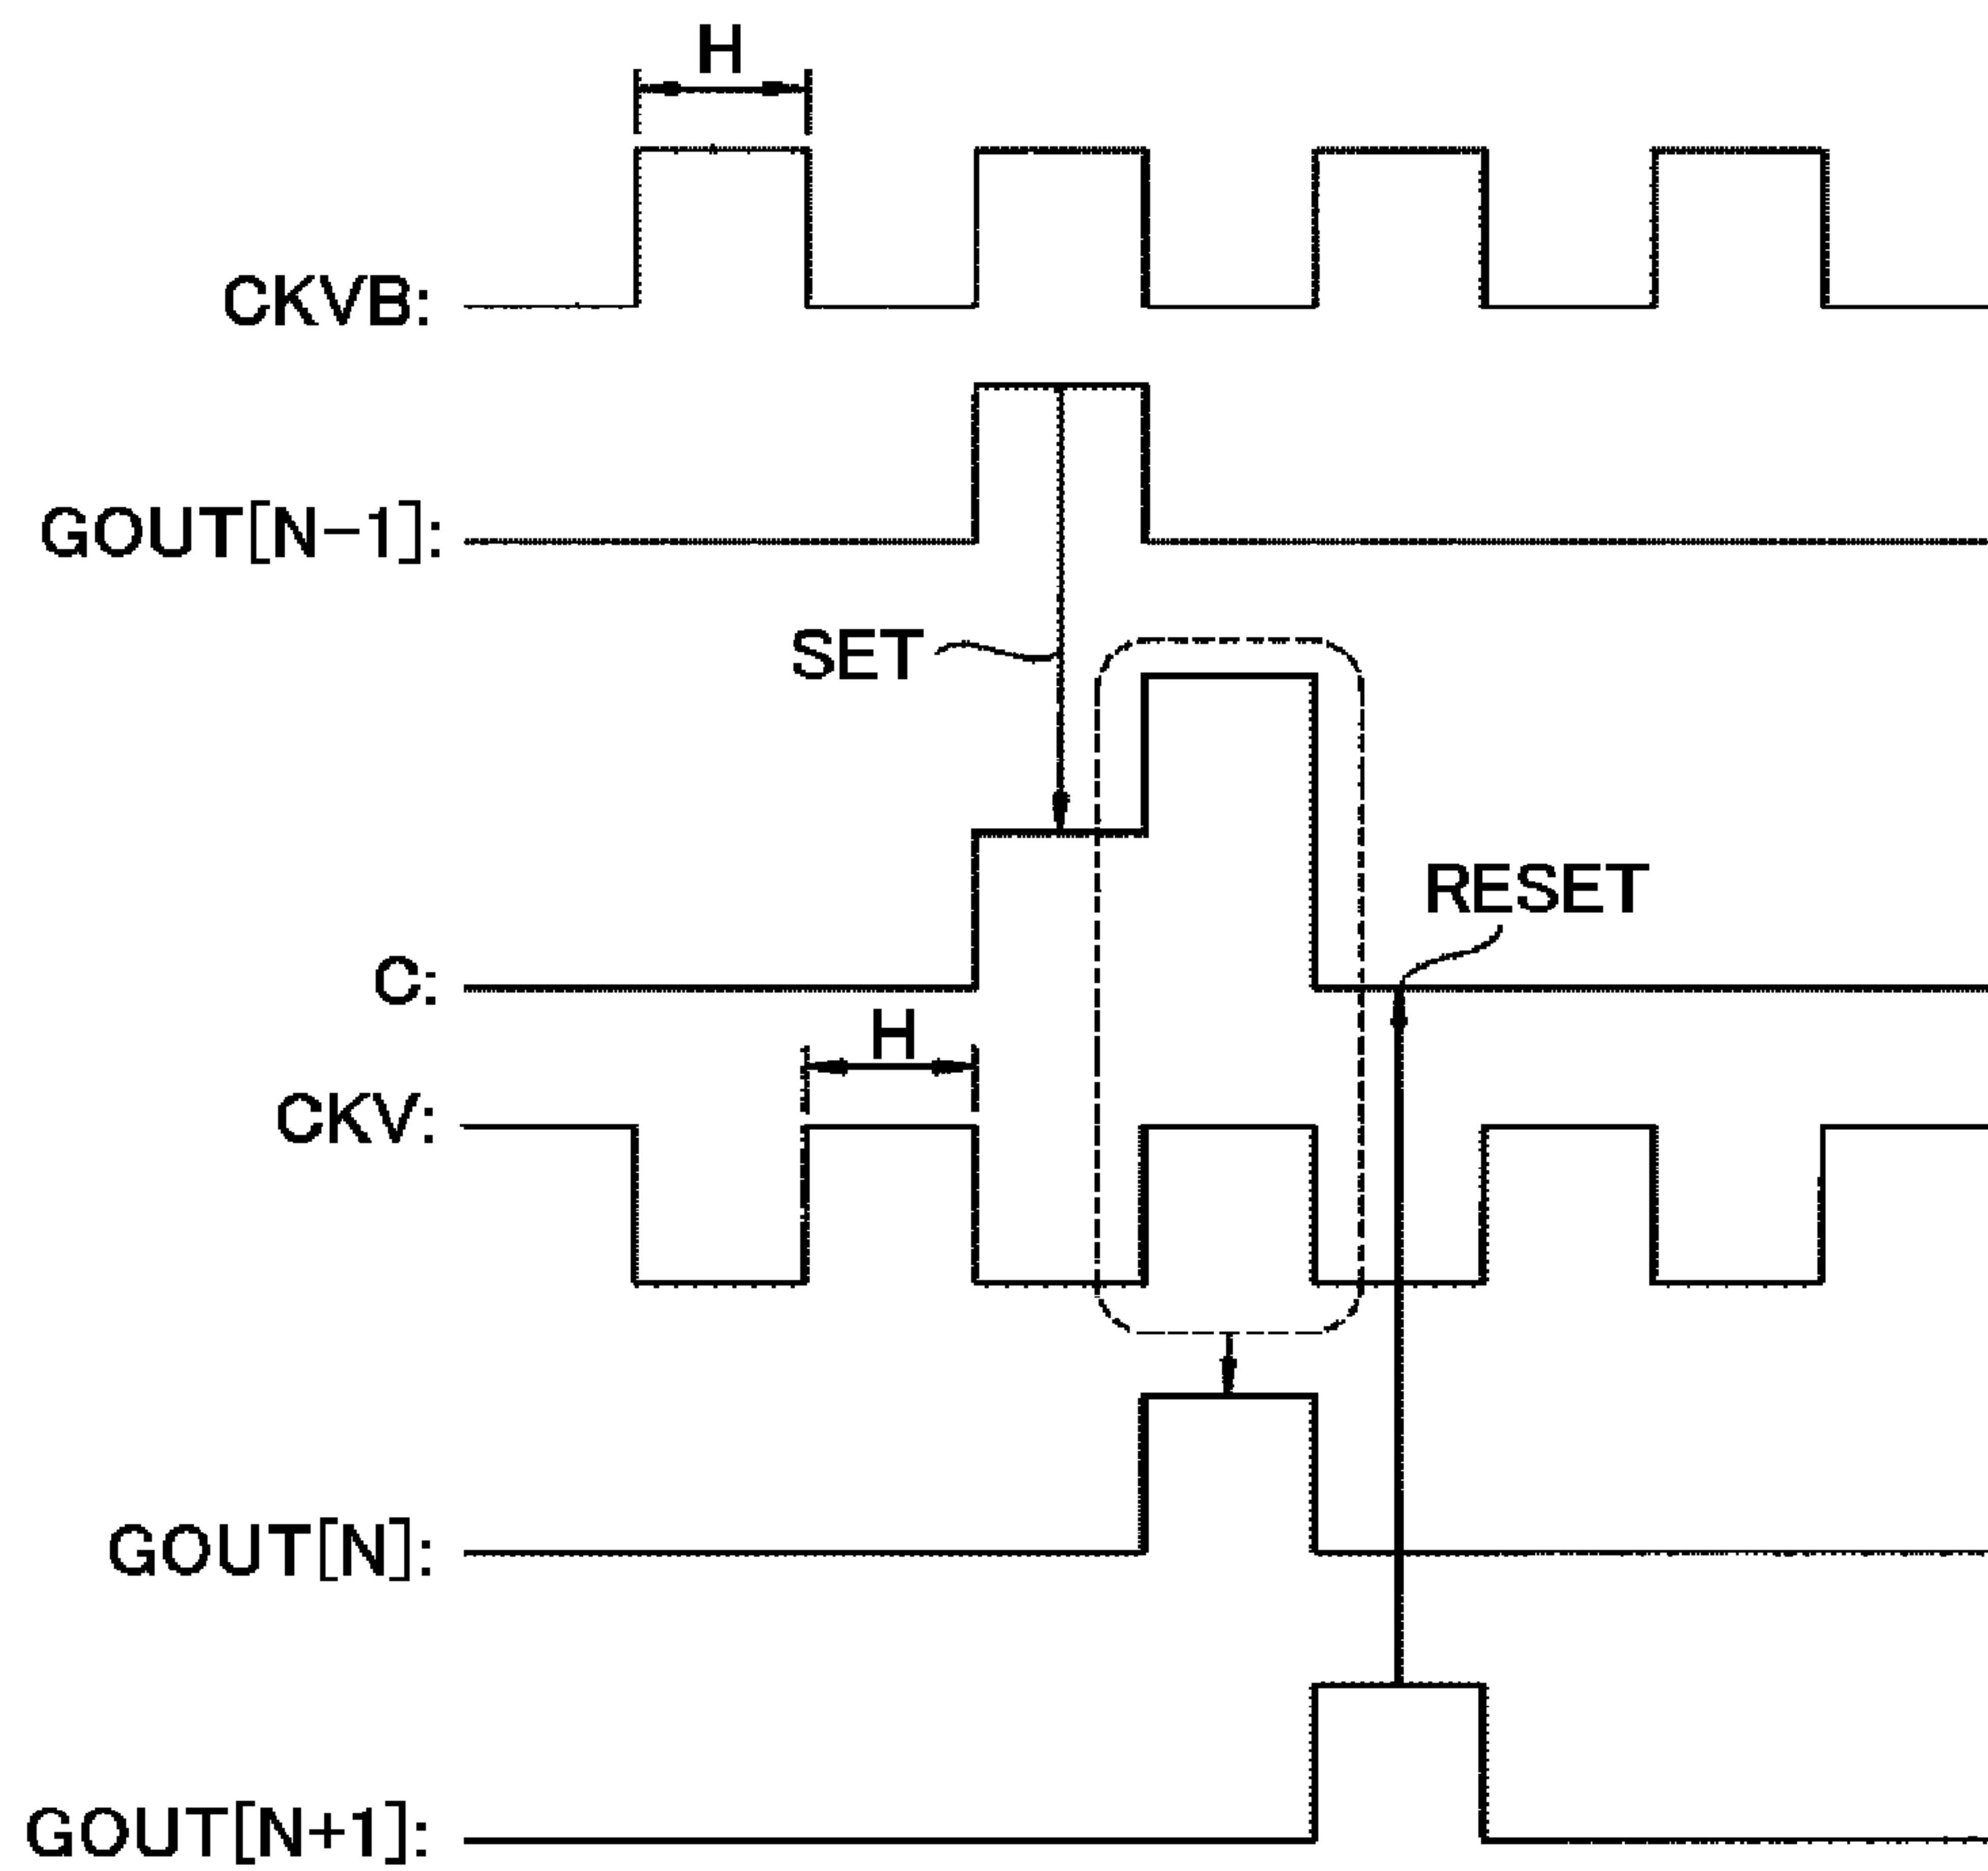 H
CKVB:
GOUT[N-1]:
SET
RESET
C:
H
CKV:
GOUT[N]:
GOUT[N+1]: